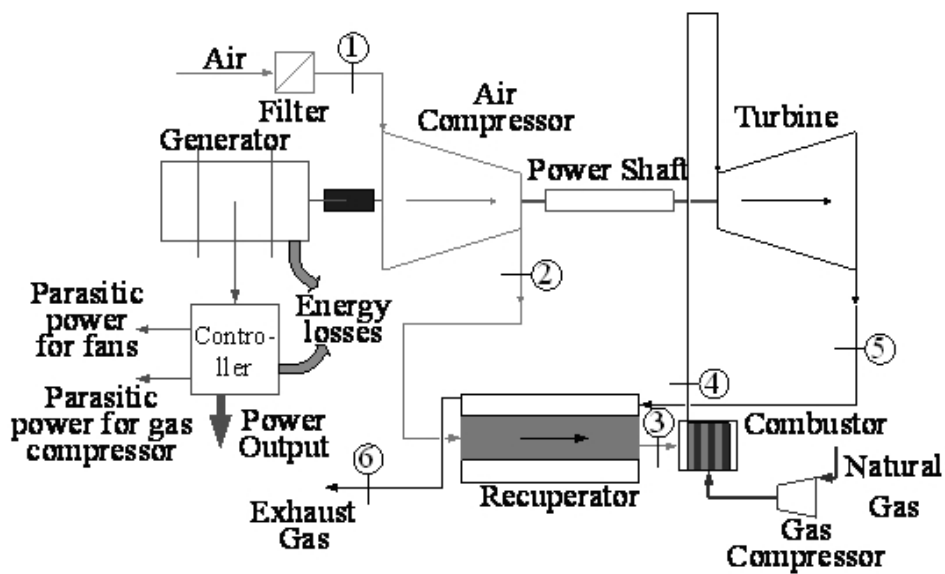 Air
1
Filter
Air
Compressor
Turbine
Generator
Power Shaft
2
Energy
losses
Parasitic
power
for fans
Contro-
ller
5
4
Parasitic
power for gas
compressor
Power
Output
3
Combustor
6
Recuperator
Natural
Gas
Exhaust
Gas
Gas
Compressor